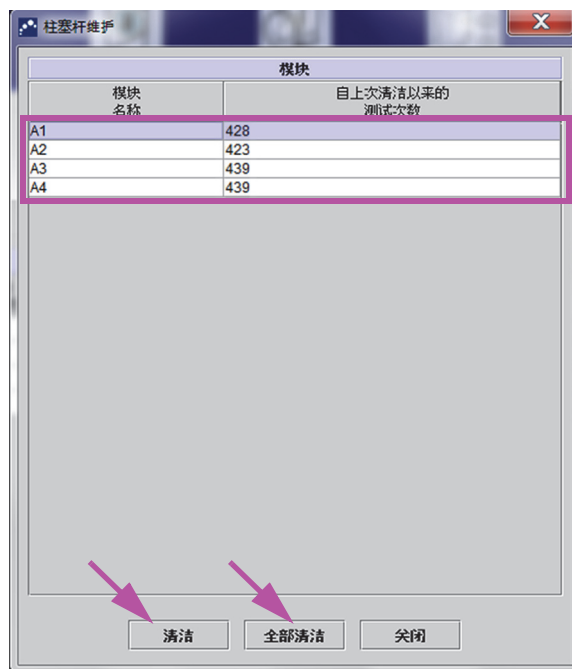 柱塞杆维护
模块
模块 自上次清洁以来的
名称 测试次数
A1 428
A2 423
A3 439
A4 439
清洁 全部清洁 关闭